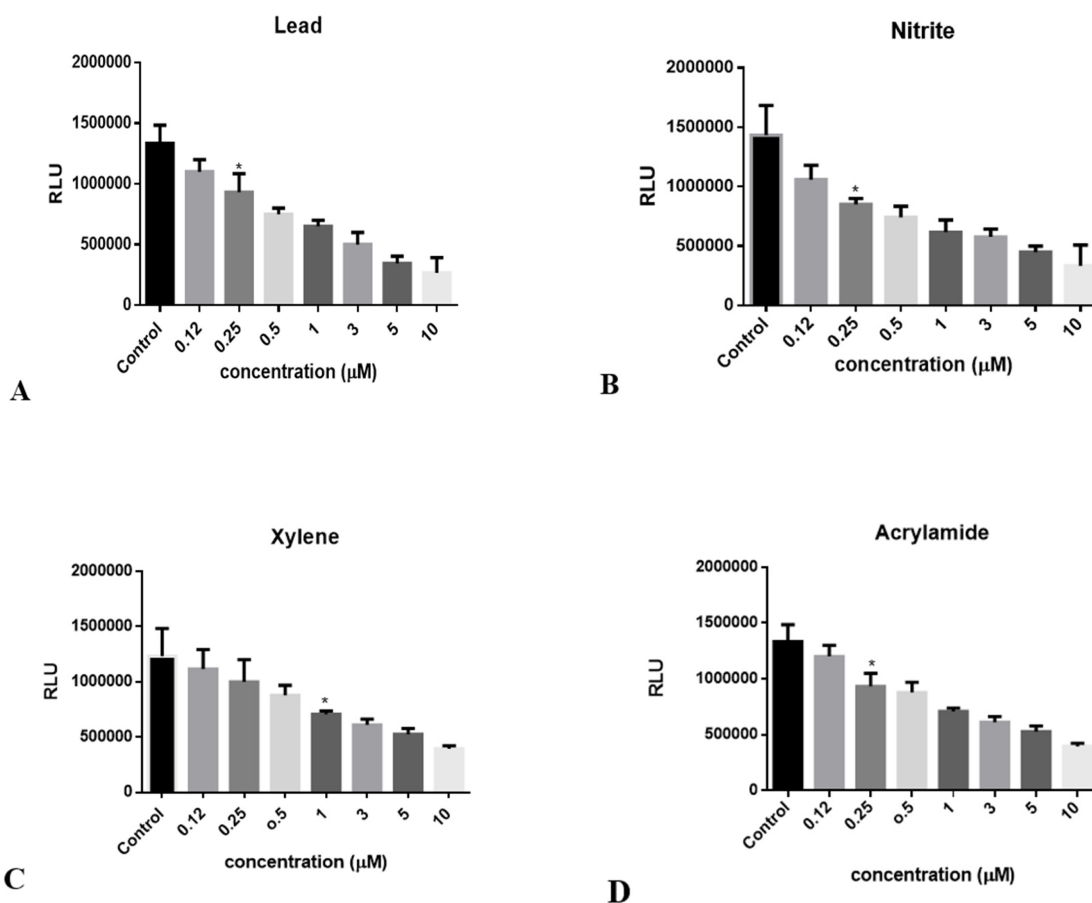 Lead
2000000
1500000
1000000
500000
0
RLU
*
Control
0.12
0.25
0.5
1
3
5
10
concentration (μM)
A
Nitrite
2000000
1500000
1000000
500000
0
RLU
*
Control
0.12
0.25
0.5
1
3
5
10
concentration (μM)
B
Xylene
2000000
1500000
1000000
500000
0
RLU
*
Control
0.12
0.25
o.5
1
3
5
10
concentration (μM)
C
Acrylamide
2000000
1500000
1000000
500000
0
RLU
*
Control
0.12
0.25
o.5
1
3
5
10
concentration (μM)
D